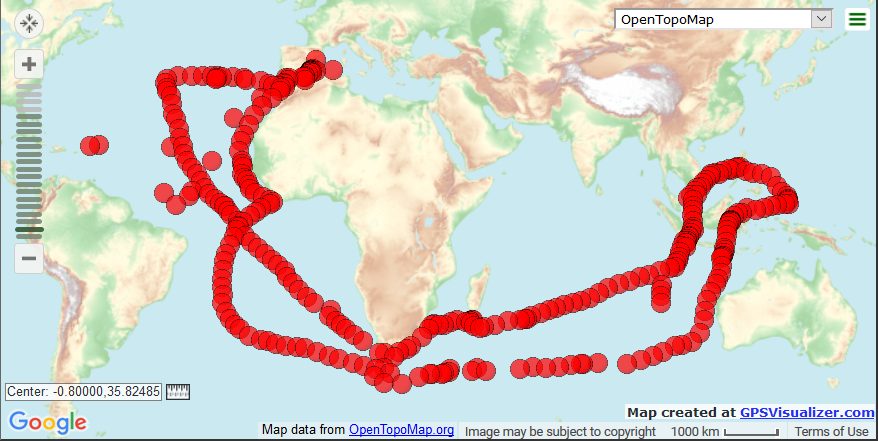 OpenTopoMap
Center: -0.80000,35.82485
Map created at GPSVisualizer.com
Google
Map data from OpenTopoMap.org
Image may be subject to copyright
1000 km
Terms of Use